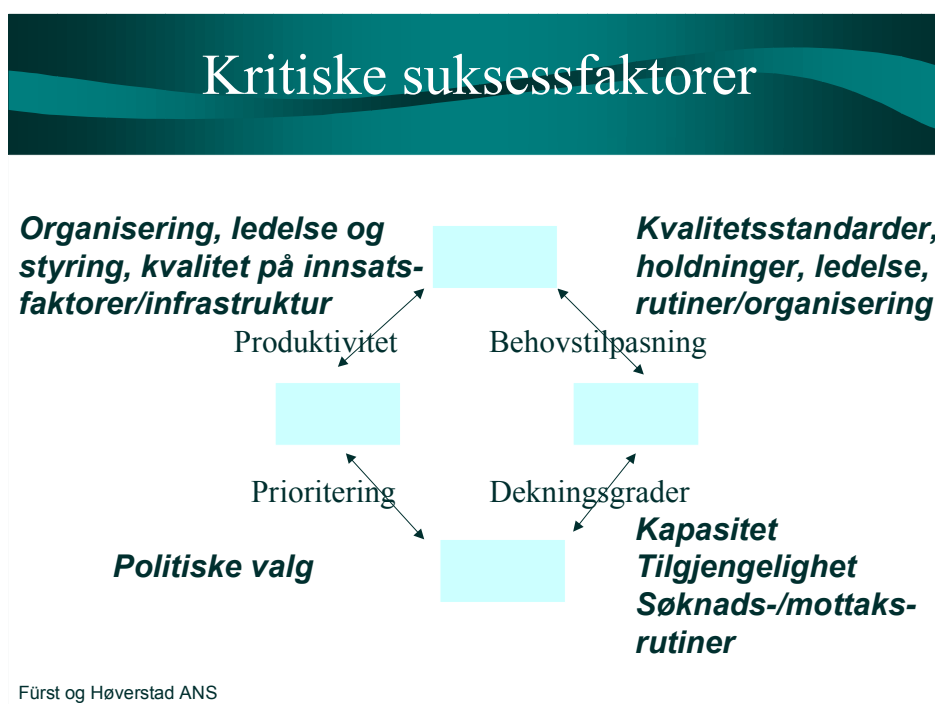 Kritiske suksessfaktorer
Organisering, ledelse og
styring, kvalitet på innsats-
faktorer/infrastruktur
Kvalitetsstandarder,
holdninger, ledelse,
rutiner/organisering
Produktivitet
Behovstilpasning
Prioritering
Dekningsgrader
Politiske valg
Kapasitet
Tilgjengelighet
Søknads-/mottaks-
rutiner
Fürst og Høverstad ANS